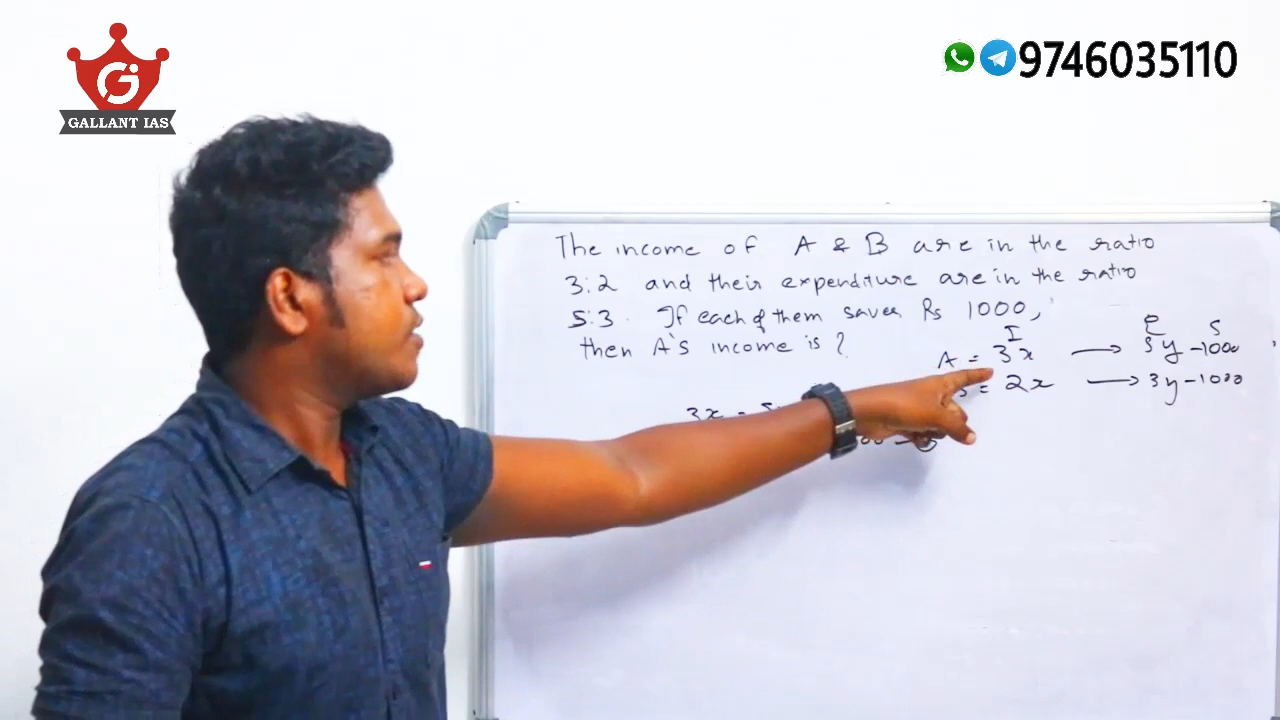 GALLANT IAS
9746035110
The income of A & B are in the ratio
3:2 and their expenditure are in the ratio
5:3. If each of them saves Rs 1000,
then A's income is?
I E S
A = 3x → 5y - 1000
= 2x → 3y - 1000
3x -